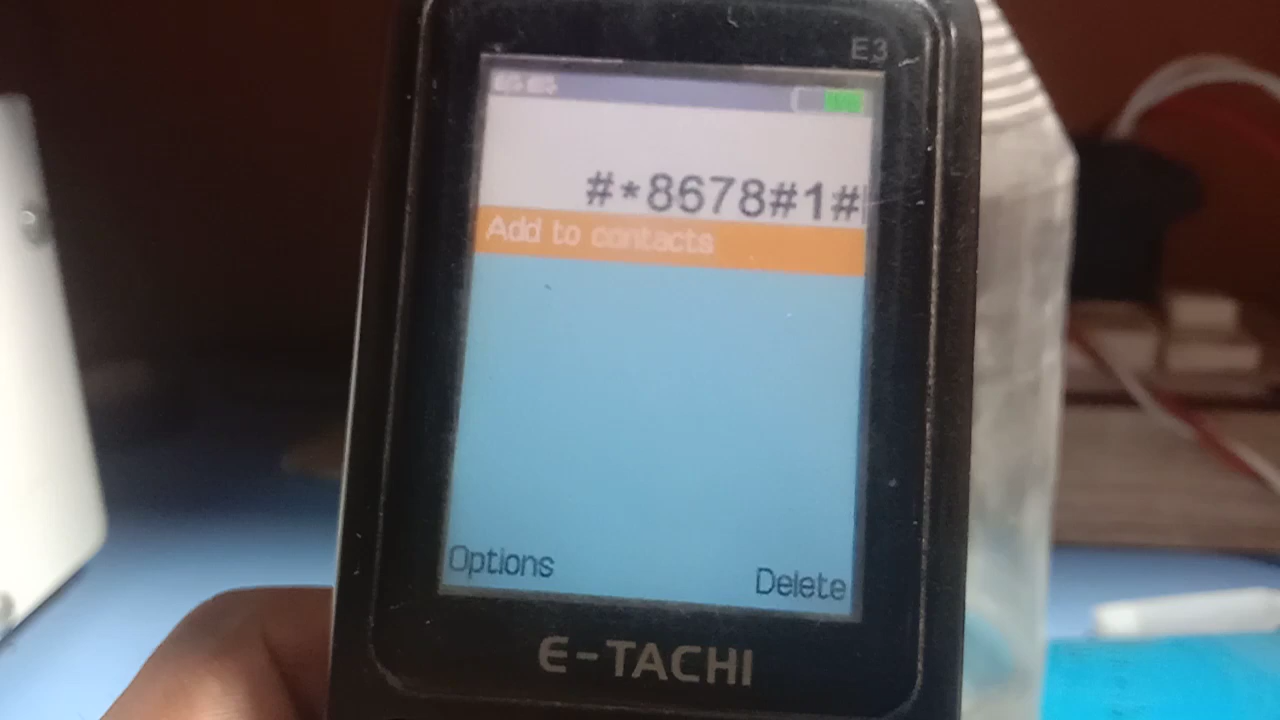 E3
#*8678#1#
Add to contacts
Options
Delete
E-TACHI